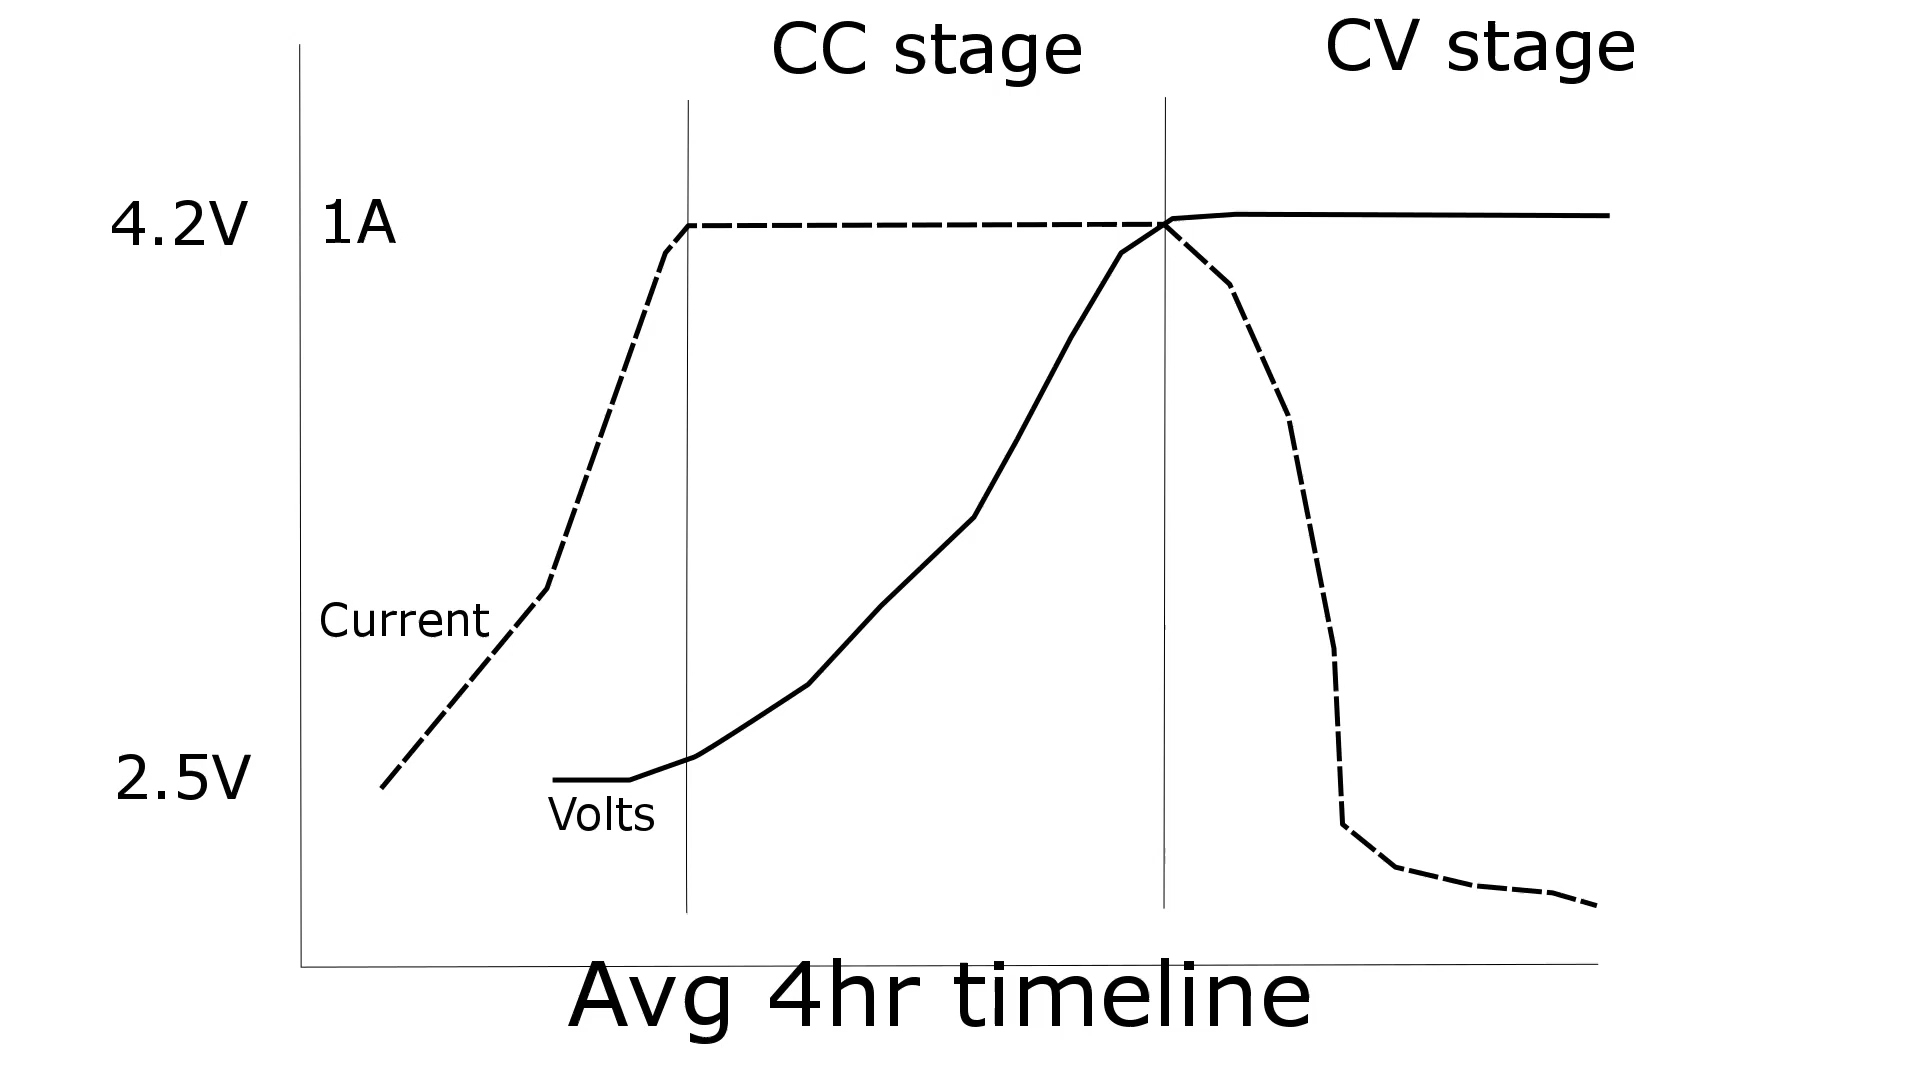 CC stage
CV stage
4.2V
1A
Current
2.5V
Volts
Avg 4hr timeline